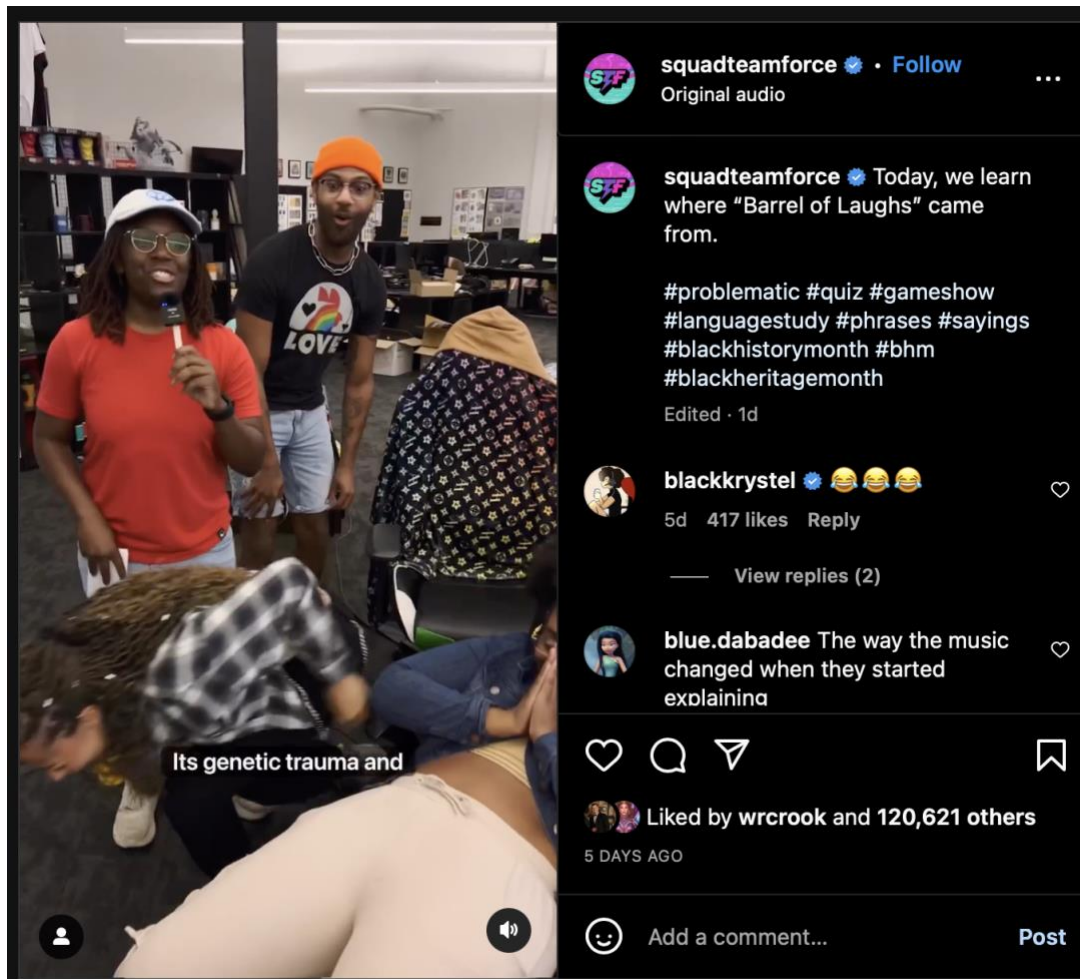 squadteamforce • Follow
Original audio
squadteamforce Today, we learn
where “Barrel of Laughs” came
from.
#problematic #quiz #gameshow
#languagestudy #phrases #sayings
#blackhistorymonth #bhm
#blackheritagemonth
Edited · 1d
blackkrystel 😂😂😂
5d 417 likes Reply
View replies (2)
blue.dabadee The way the music
changed when they started
explaining
Liked by wrcrook and 120,621 others
5 DAYS AGO
Add a comment... Post
STF
STF
LOVE
Its genetic trauma and